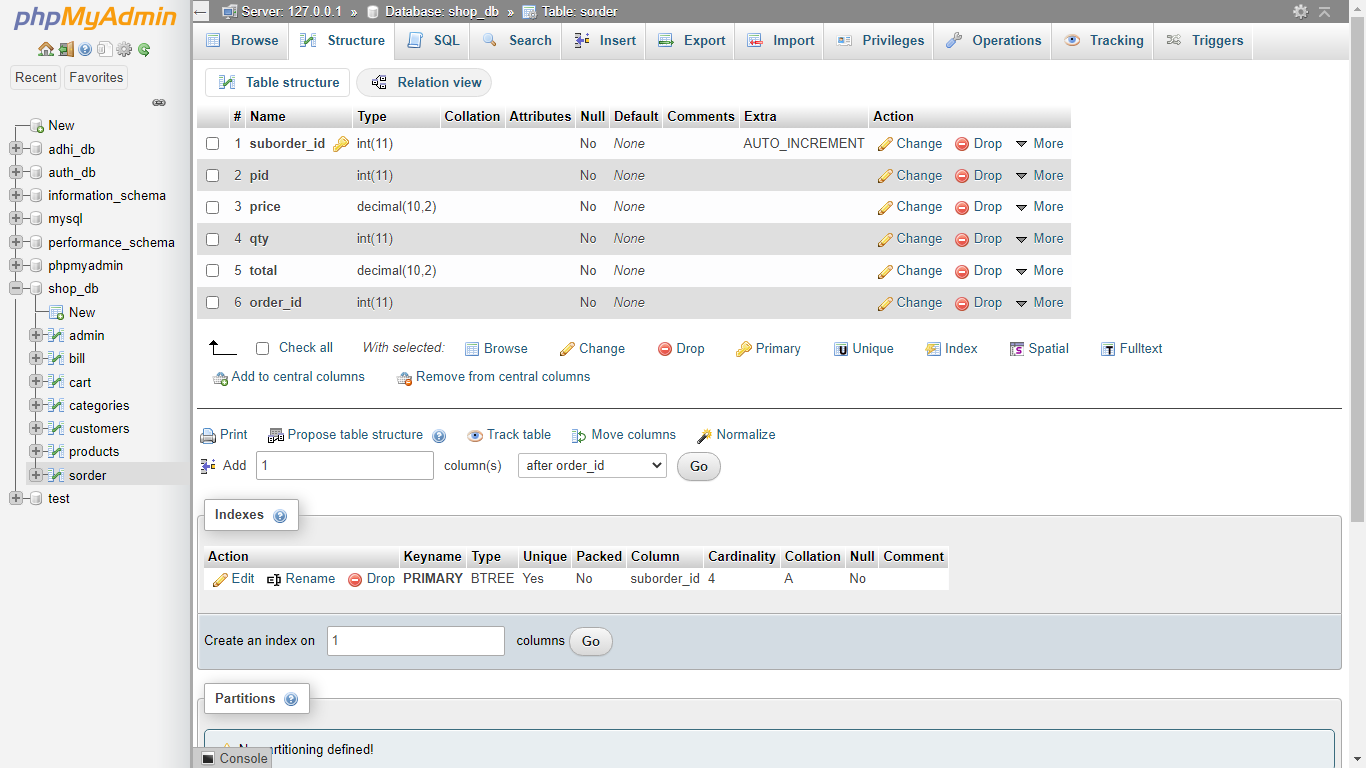 phpMyAdmin
Recent Favorites
New
adhi_db
auth_db
information_schema
mysql
performance_schema
phpmyadmin
shop_db
New
admin
bill
cart
categories
customers
products
sorder
test
Server: 127.0.0.1 » Database: shop_db » Table: sorder
Browse Structure SQL Search Insert Export Import Privileges Operations Tracking Triggers
Table structure Relation view
# Name Type Collation Attributes Null Default Comments Extra Action
1 suborder_id int(11) No None AUTO_INCREMENT Change Drop More
2 pid int(11) No None Change Drop More
3 price decimal(10,2) No None Change Drop More
4 qty int(11) No None Change Drop More
5 total decimal(10,2) No None Change Drop More
6 order_id int(11) No None Change Drop More
Check all With selected: Browse Change Drop Primary Unique Index Spatial Fulltext
Add to central columns Remove from central columns
Print Propose table structure Track table Move columns Normalize
Add 1 column(s) after order_id Go
Indexes
Action Keyname Type Unique Packed Column Cardinality Collation Null Comment
Edit Rename Drop PRIMARY BTREE Yes No suborder_id 4 A No
Create an index on 1 columns Go
Partitions
No partitioning defined!
Console